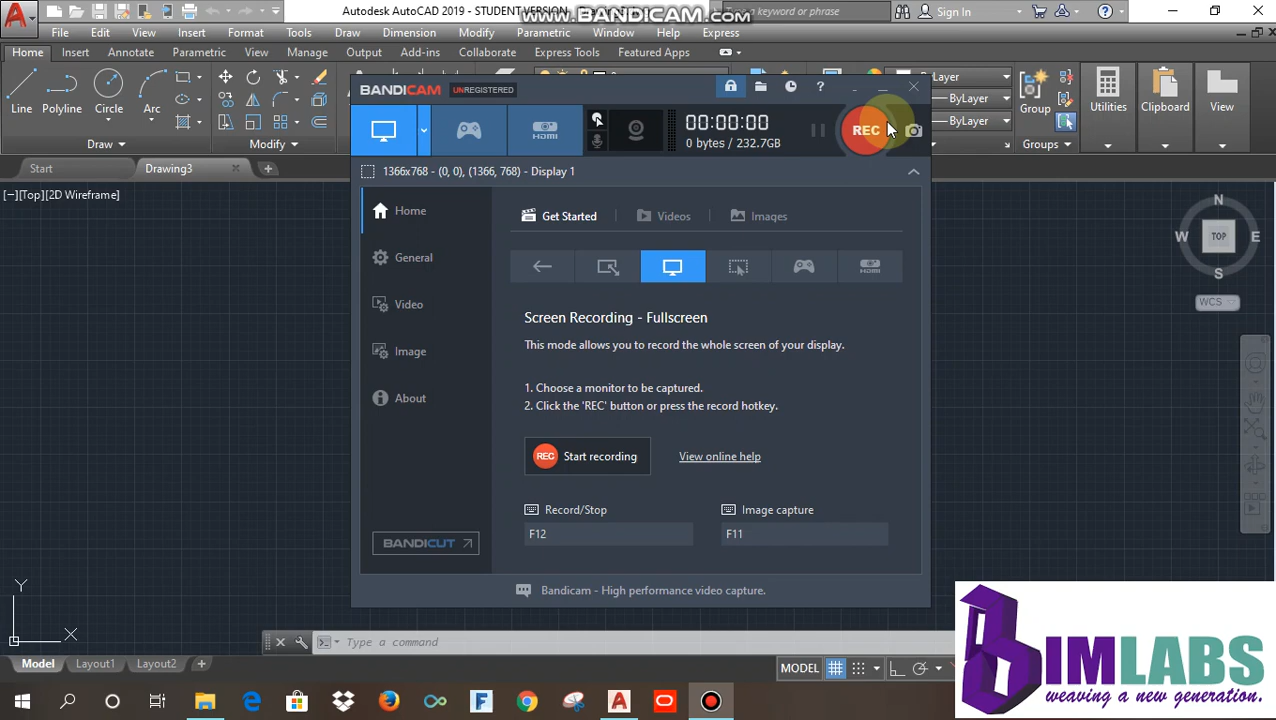 Autodesk AutoCAD 2019 - STUDENT VERSION
www.BANDICAM.com
Type a keyword or phrase
Sign In
File Edit View Insert Format Tools Draw Dimension Modify Parametric Window Help Express
Home Insert Annotate Parametric View Manage Output Add-ins Collaborate Express Tools Featured Apps
Line Polyline Circle Arc
ByLayer
ByLayer
Group Utilities Clipboard View
Draw
Groups
Start Drawing3
[−][Top][2D Wireframe]
BANDICAM UNREGISTERED
HDMI
00:00:00
0 bytes / 232.7GB
REC
1366x768 - (0, 0), (1366, 768) - Display 1
Home
General
Video
Image
About
BANDICUT
Get Started Videos Images
HDMI
Screen Recording - Fullscreen
This mode allows you to record the whole screen of your display.
1. Choose a monitor to be captured.
2. Click the 'REC' button or press the record hotkey.
REC Start recording View online help
Record/Stop Image capture
F12 F11
Bandicam - High performance video capture.
N
W TOP E
S
WCS
Y
X
Type a command
Model Layout1 Layout2
MODEL
BIMLABS
weaving a new generation.